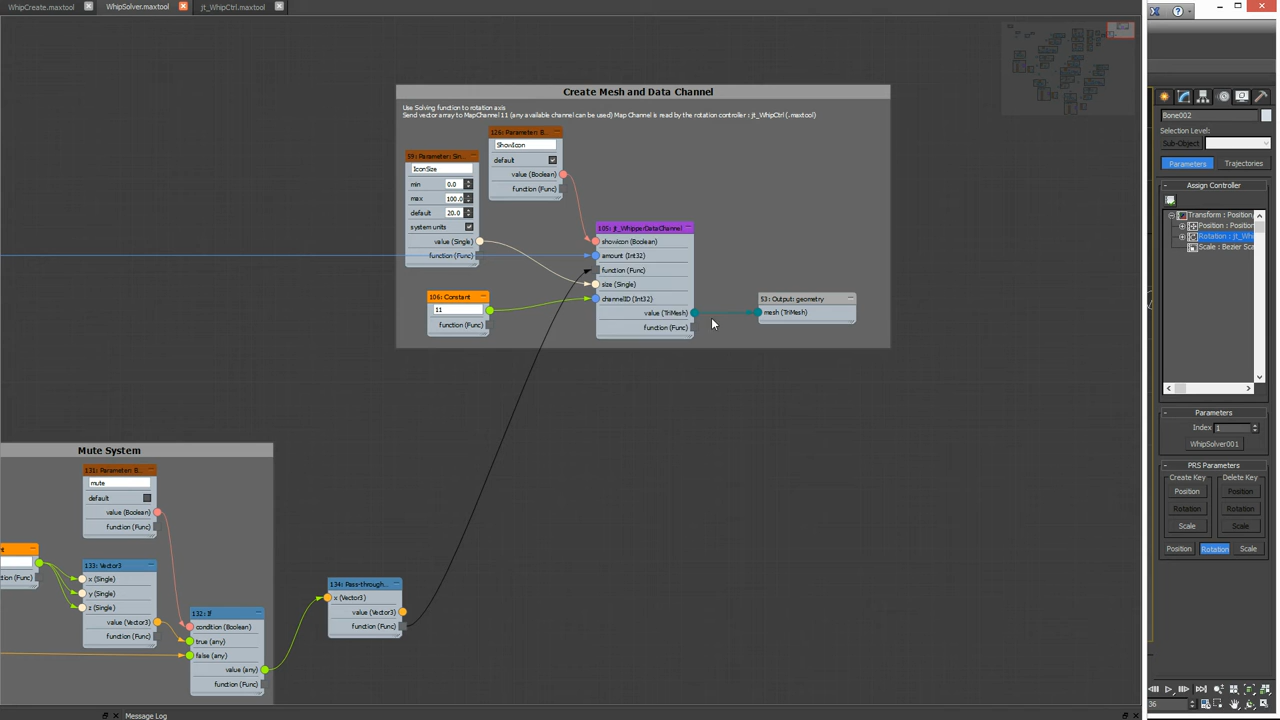 WhipCreate.maxtool
WhipSolver.maxtool
jt_WhipCtrl.maxtool
Create Mesh and Data Channel
Use Solving function to rotation axis
Send vector array to MapChannel 11 (any available channel can be used) Map Channel is read by the rotation controller : jt_WhipCtrl (.maxtool)
126: Parameter: B...
ShowIcon
default
value (Boolean)
function (Func)
59: Parameter: Sin...
IconSize
min 0.0
max 100.0
default 20.0
system units
value (Single)
function (Func)
106: Constant
11
function (Func)
105: jt_WhipperDataChannel
showIcon (Boolean)
amount (Int32)
function (Func)
size (Single)
channelID (Int32)
value (TriMesh)
function (Func)
53: Output: geometry
mesh (TriMesh)
Mute System
131: Parameter: B...
mute
default
value (Boolean)
function (Func)
133: Vector3
x (Single)
y (Single)
z (Single)
value (Vector3)
function (Func)
132: If
condition (Boolean)
true (any)
false (any)
value (any)
function (Func)
134: Pass-through...
x (Vector3)
value (Vector3)
function (Func)
Message Log
Bone002
Selection Level:
Sub-Object
Parameters
Trajectories
Assign Controller
Transform : Position
Position : Position
Rotation : jt_Wh
Scale : Bezier Sca
Parameters
Index 1
WhipSolver001
PRS Parameters
Create Key Delete Key
Position Position
Rotation Rotation
Scale Scale
Position Rotation Scale
36